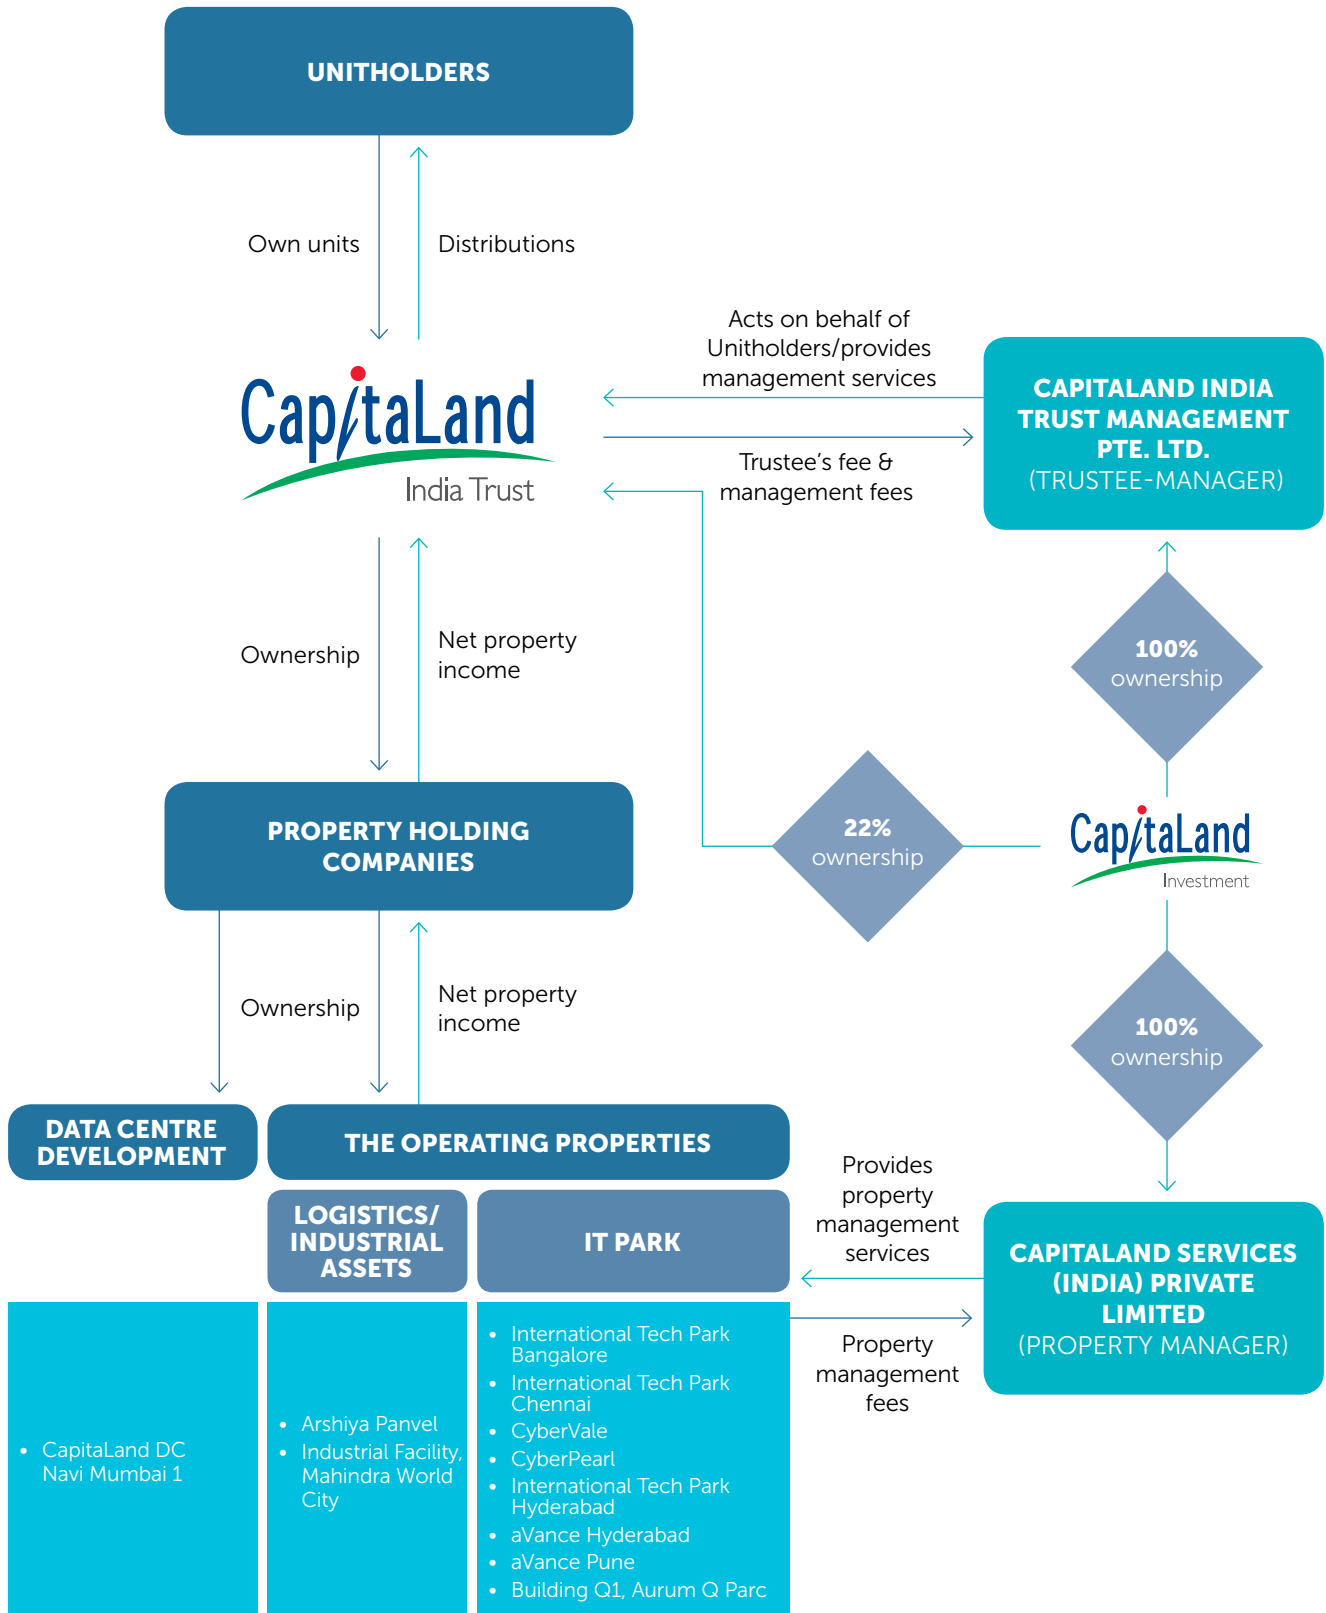 UNITHOLDERS
Own units
Distributions
Acts on behalf of
Unitholders/provides
management services
CapitaLand
India Trust
Trustee's fee &
management fees
CAPITALAND INDIA
TRUST MANAGEMENT
PTE. LTD.
(TRUSTEE-MANAGER)
Ownership
Net property
income
100%
ownership
22%
ownership
CapitaLand
Investment
PROPERTY HOLDING
COMPANIES
Ownership
Net property
income
100%
ownership
DATA CENTRE
DEVELOPMENT
THE OPERATING PROPERTIES
LOGISTICS/
INDUSTRIAL
ASSETS
IT PARK
Provides
property
management
services
CAPITALAND SERVICES
(INDIA) PRIVATE
LIMITED
(PROPERTY MANAGER)
Property
management
fees
• CapitaLand DC
Navi Mumbai 1
• Arshiya Panvel
• Industrial Facility,
Mahindra World
City
• International Tech Park
Bangalore
• International Tech Park
Chennai
• CyberVale
• CyberPearl
• International Tech Park
Hyderabad
• aVance Hyderabad
• aVance Pune
• Building Q1, Aurum Q Parc